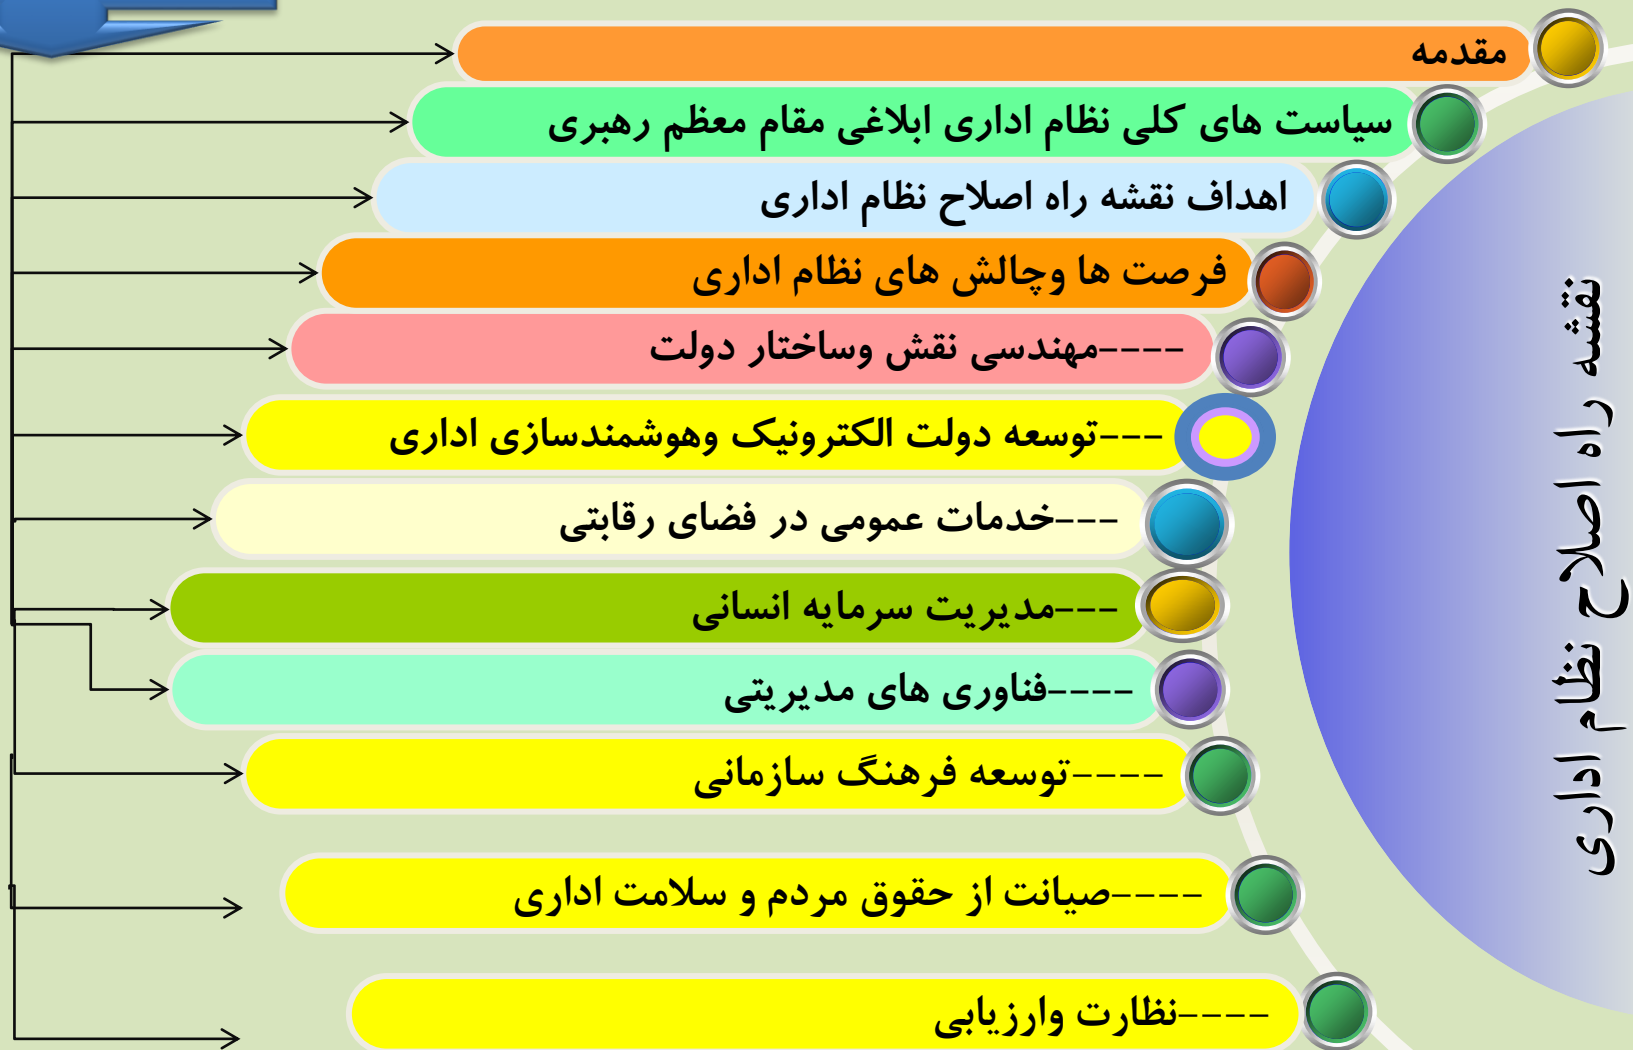 مقدمه
سیاست های کلی نظام اداری ابلاغی مقام معظم رهبری
اهداف نقشه راه اصلاح نظام اداری
فرصت ها وچالش های نظام اداری
----مهندسی نقش وساختار دولت
---توسعه دولت الکترونیک وهوشمندسازی اداری
---خدمات عمومی در فضای رقابتی
---مدیریت سرمایه انسانی
----فناوری های مدیریتی
----توسعه فرهنگ سازمانی
----صیانت از حقوق مردم و سلامت اداری
----نظارت وارزیابی
نقشه راه اصلاح نظام اداری